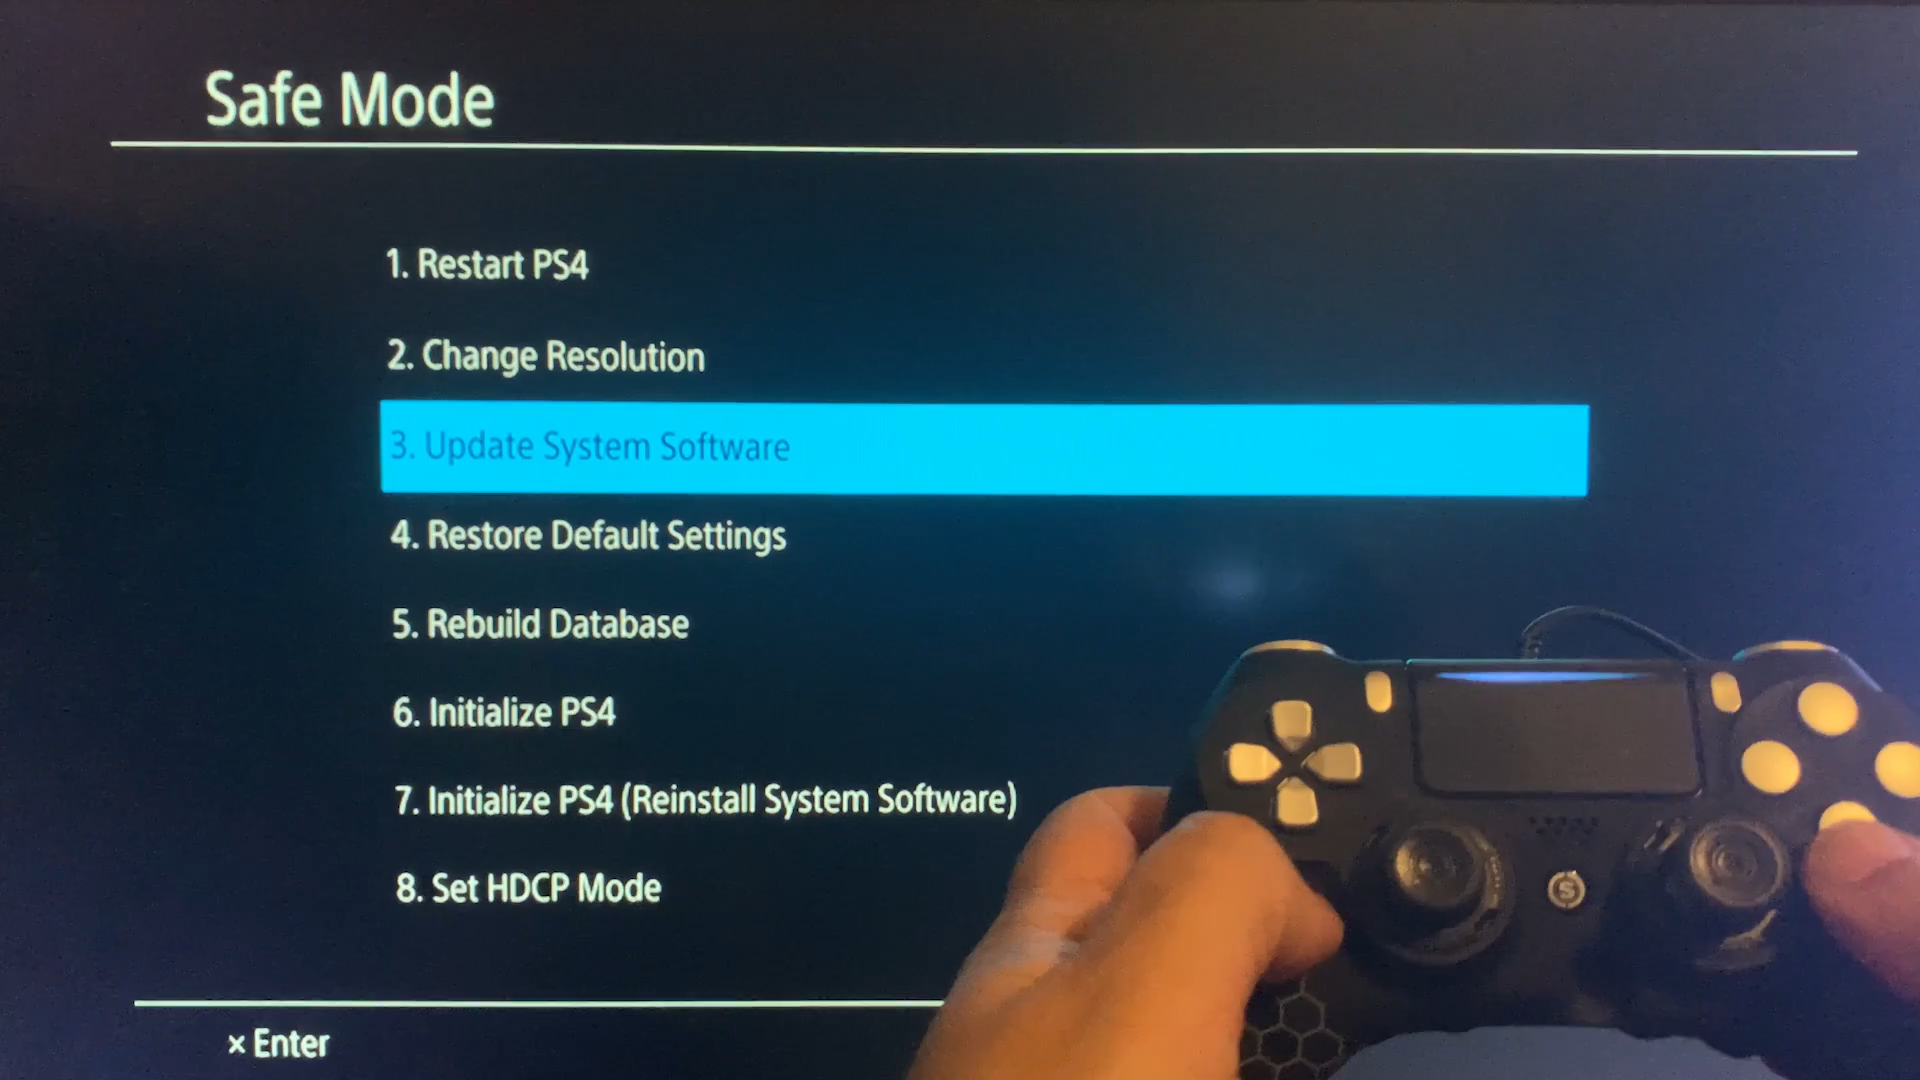 Safe Mode
1. Restart PS4
2. Change Resolution
3. Update System Software
4. Restore Default Settings
5. Rebuild Database
6. Initialize PS4
7. Initialize PS4 (Reinstall System Software)
8. Set HDCP Mode
× Enter
S